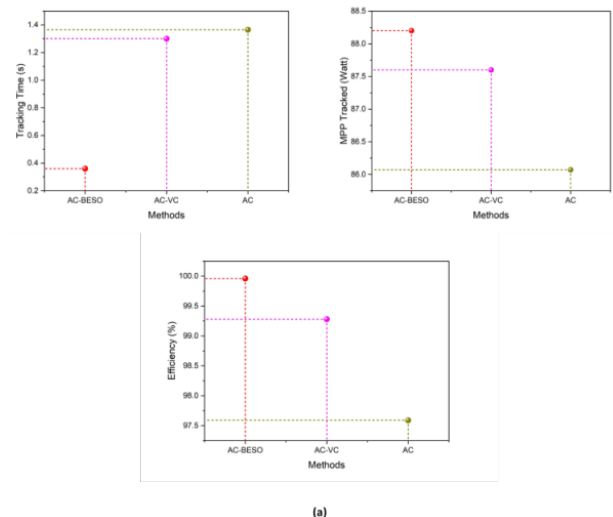 1.4
1.2
1.0
0.8
0.6
0.4
0.2
Tracking Time (s)
AC-BESO AC-VC AC
Methods
88.5
88.0
87.5
87.0
86.5
86.0
MPP Tracked (Watt)
AC-BESO AC-VC AC
Methods
100.0
99.5
99.0
98.5
98.0
97.5
Efficiency (%)
AC-BESO AC-VC AC
Methods
(a)